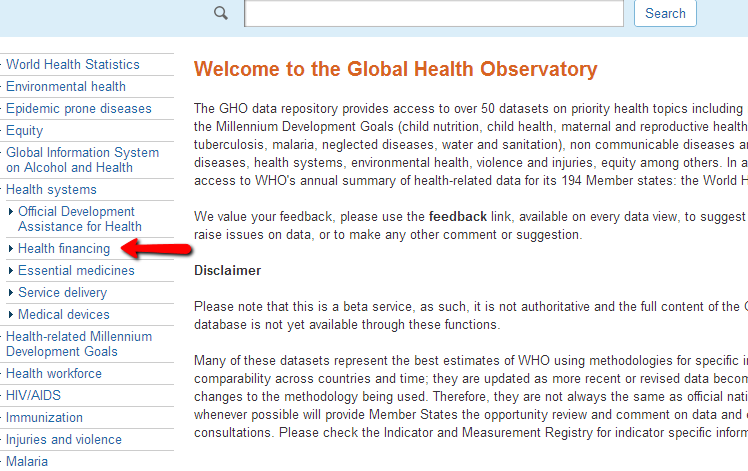 Search
World Health Statistics
Environmental health
Epidemic prone diseases
Equity
Global Information System
on Alcohol and Health
Health systems
Official Development
Assistance for Health
Health financing
Essential medicines
Service delivery
Medical devices
Health-related Millennium
Development Goals
Health workforce
HIV/AIDS
Immunization
Injuries and violence
Malaria
Welcome to the Global Health Observatory
The GHO data repository provides access to over 50 datasets on priority health topics including
the Millennium Development Goals (child nutrition, child health, maternal and reproductive health
tuberculosis, malaria, neglected diseases, water and sanitation), non communicable diseases a
diseases, health systems, environmental health, violence and injuries, equity among others. In a
access to WHO's annual summary of health-related data for its 194 Member states: the World H
We value your feedback, please use the feedback link, available on every data view, to suggest
raise issues on data, or to make any other comment or suggestion.
Disclaimer
Please note that this is a beta service, as such, it is not authoritative and the full content of the
database is not yet available through these functions.
Many of these datasets represent the best estimates of WHO using methodologies for specific i
comparability across countries and time; they are updated as more recent or revised data becom
changes to the methodology being used. Therefore, they are not always the same as official nati
whenever possible will provide Member States the opportunity review and comment on data and
consultations. Please check the Indicator and Measurement Registry for indicator specific inform